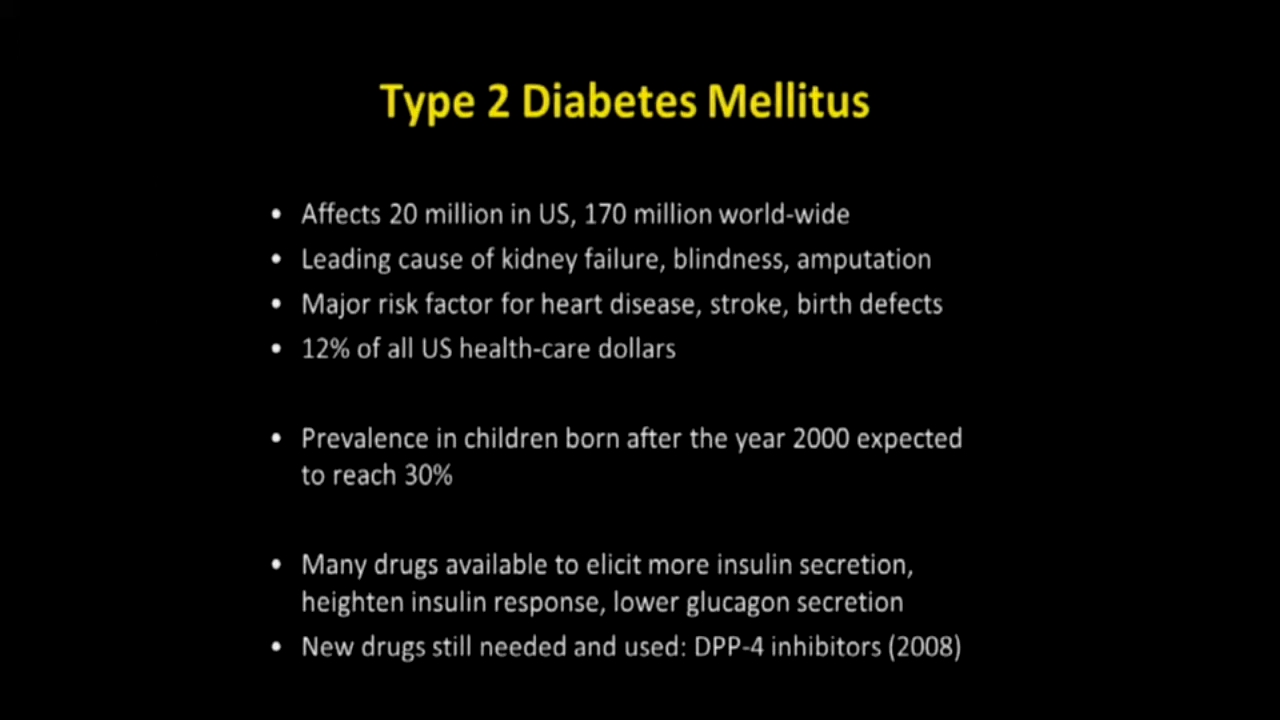 Type 2 Diabetes Mellitus
• Affects 20 million in US, 170 million world-wide
• Leading cause of kidney failure, blindness, amputation
• Major risk factor for heart disease, stroke, birth defects
• 12% of all US health-care dollars
• Prevalence in children born after the year 2000 expected
to reach 30%
• Many drugs available to elicit more insulin secretion,
heighten insulin response, lower glucagon secretion
• New drugs still needed and used: DPP-4 inhibitors (2008)